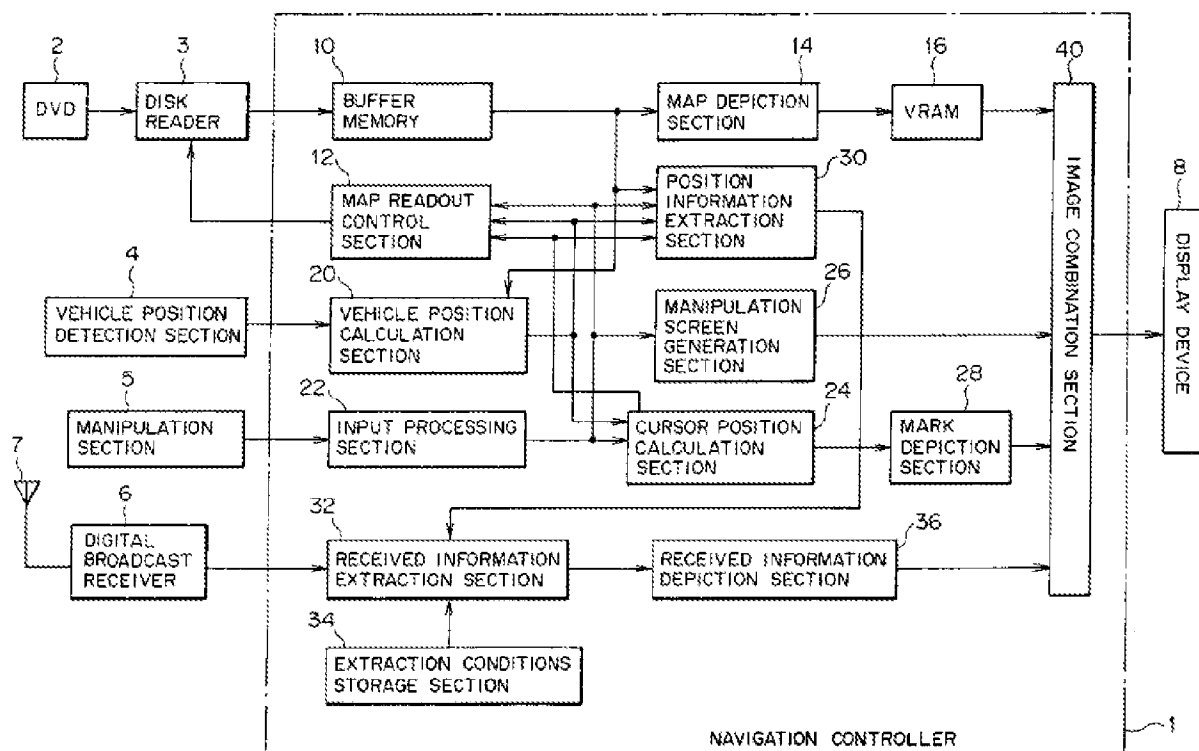 2
3
10
14
16
40
DVD
DISK
READER
BUFFER
MEMORY
MAP DEPICTION
SECTION
VRAM
12
30
MAP READOUT
CONTROL
SECTION
POSITION
INFORMATION
EXTRACTION
SECTION
IMAGE COMBINATION SECTION
8
DISPLAY DEVICE
4
20
26
VEHICLE POSITION
DETECTION SECTION
VEHICLE POSITION
CALCULATION
SECTION
MANIPULATION
SCREEN
GENERATION
SECTION
5
22
24
28
MANIPULATION
SECTION
INPUT PROCESSING
SECTION
CURSOR POSITION
CALCULATION
SECTION
MARK
DEPICTION
SECTION
7
6
32
36
DIGITAL
BROADCAST
RECEIVER
RECEIVED INFORMATION
EXTRACTION SECTION
RECEIVED INFORMATION
DEPICTION SECTION
34
EXTRACTION CONDITIONS
STORAGE SECTION
NAVIGATION CONTROLLER
1